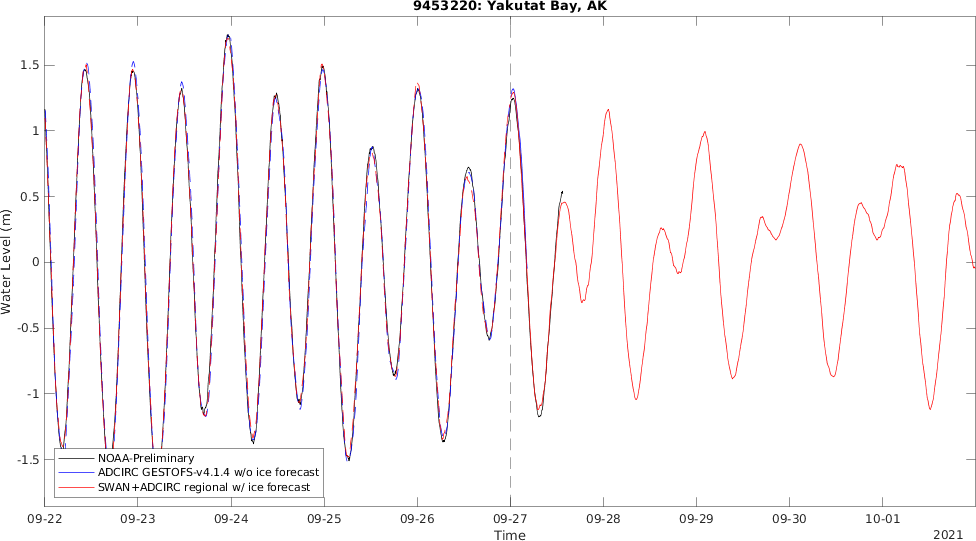 9453220: Yakutat Bay, AK
Water Level (m)
1.5
1
0.5
0
-0.5
-1
-1.5
NOAA-Preliminary
ADCIRC GESTOFS-v4.1.4 w/o ice forecast
SWAN+ADCIRC regional w/ ice forecast
09-22 09-23 09-24 09-25 09-26 09-27 09-28 09-29 09-30 10-01
Time
2021